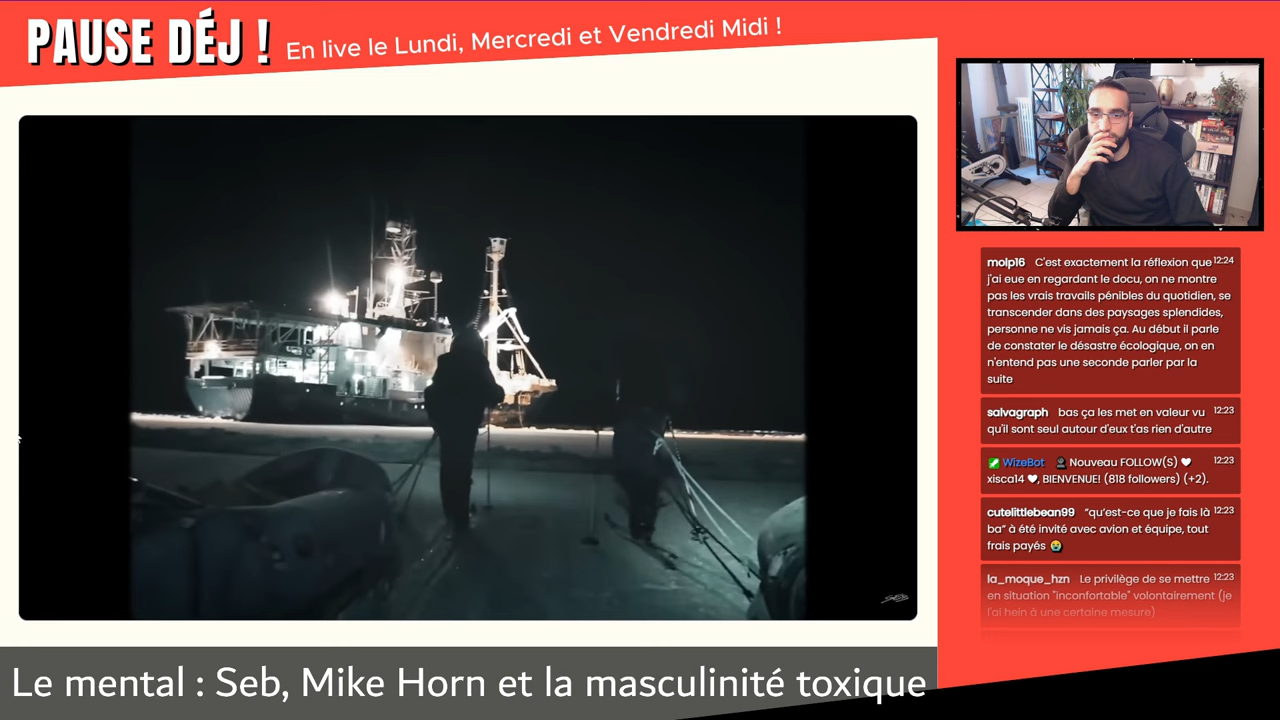 PAUSE DÉJ !
En live le Lundi, Mercredi et Vendredi Midi !
molp16 C'est exactement la réflexion que 12:24
j'ai eue en regardant le docu, on ne montre
pas les vrais travails pénibles du quotidien, se
transcender dans des paysages splendides,
personne ne vis jamais ça. Au début il parle
de constater le désastre écologique, on en
n'entend pas une seconde parler par la
suite
salvagraph bas ça les met en valeur vu 12:23
qu'il sont seul autour d'eux t'as rien d'autre
WizeBot Nouveau FOLLOW(S) 12:23
xisca14 , BIENVENUE! (818 followers) (+2).
cutelittlebean99 “qu’est-ce que je fais là 12:23
ba” à été invité avec avion et équipe, tout
frais payés
la_moque_hzn Le privilège de se mettre 12:23
en situation "inconfortable" volontairement (je
l'ai hein à une certaine mesure)
Le mental : Seb, Mike Horn et la masculinité toxique